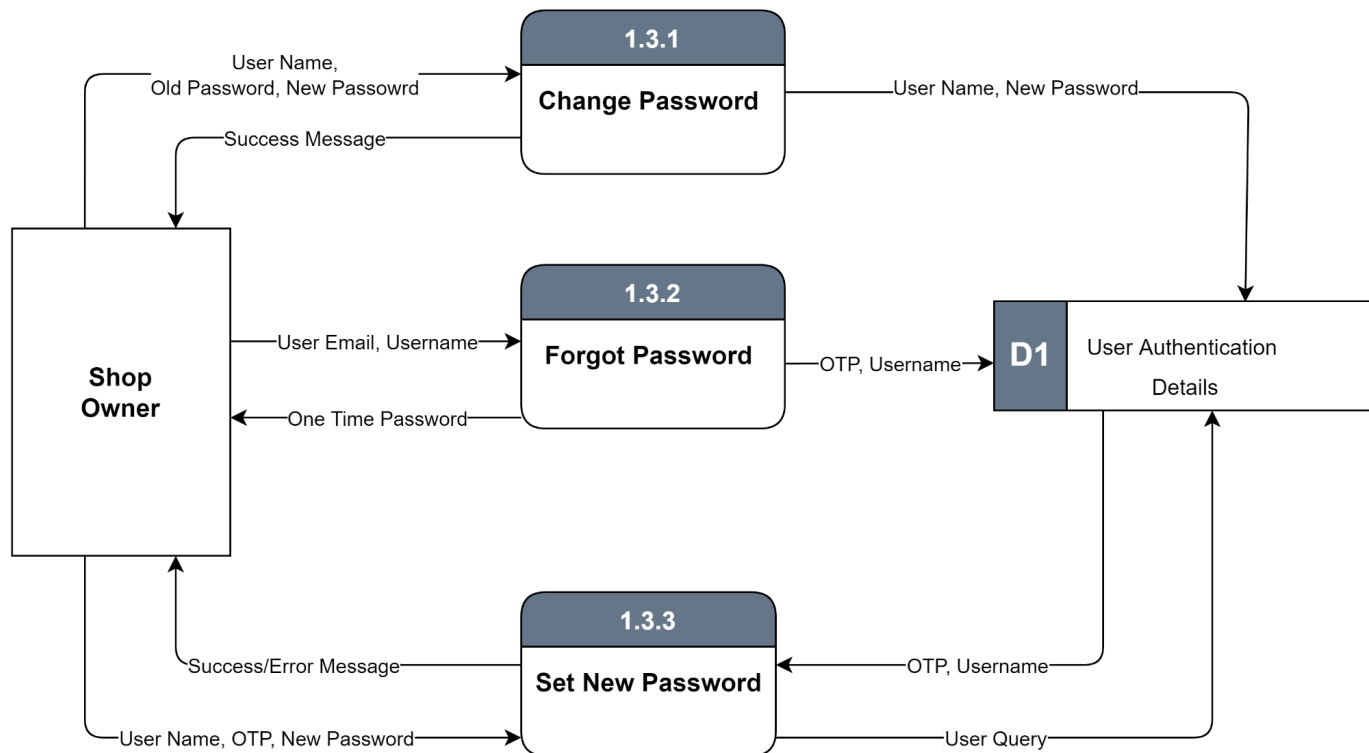 1.3.1
User Name,
Old Password, New Passowrd
Change Password
User Name, New Password
Success Message
1.3.2
User Email, Username
Forgot Password
OTP, Username
D1
User Authentication
Details
Shop
Owner
One Time Password
1.3.3
Success/Error Message
OTP, Username
Set New Password
User Name, OTP, New Password
User Query